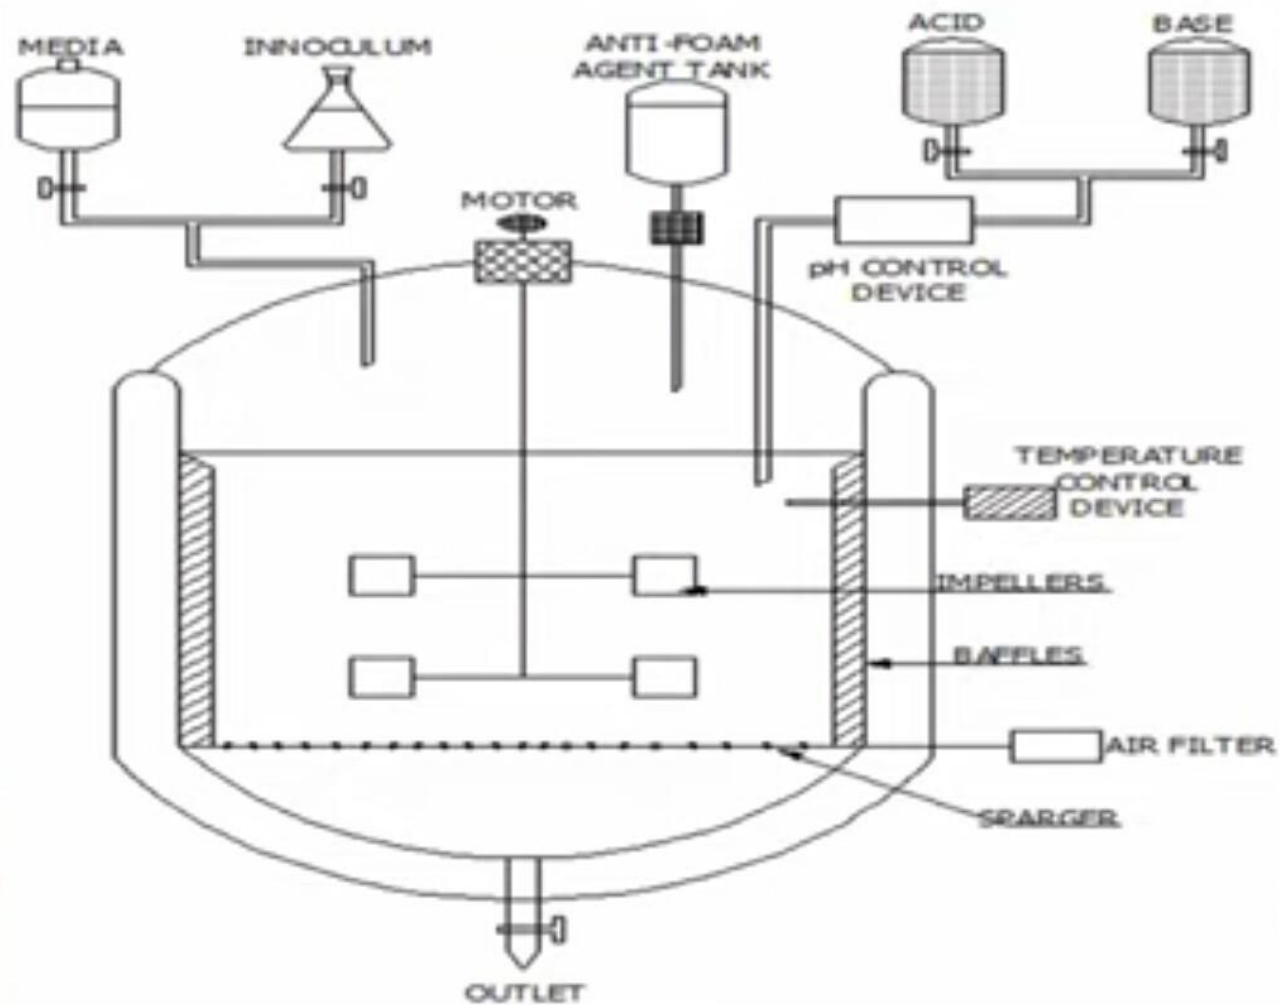 MEDIA
INNOCULUM
ANTI-FOAM
AGENT TANK
ACID
BASE
MOTOR
pH CONTROL
DEVICE
TEMPERATURE
CONTROL
DEVICE
IMPELLERS
BAFFLES
AIR FILTER
SPARGER
OUTLET